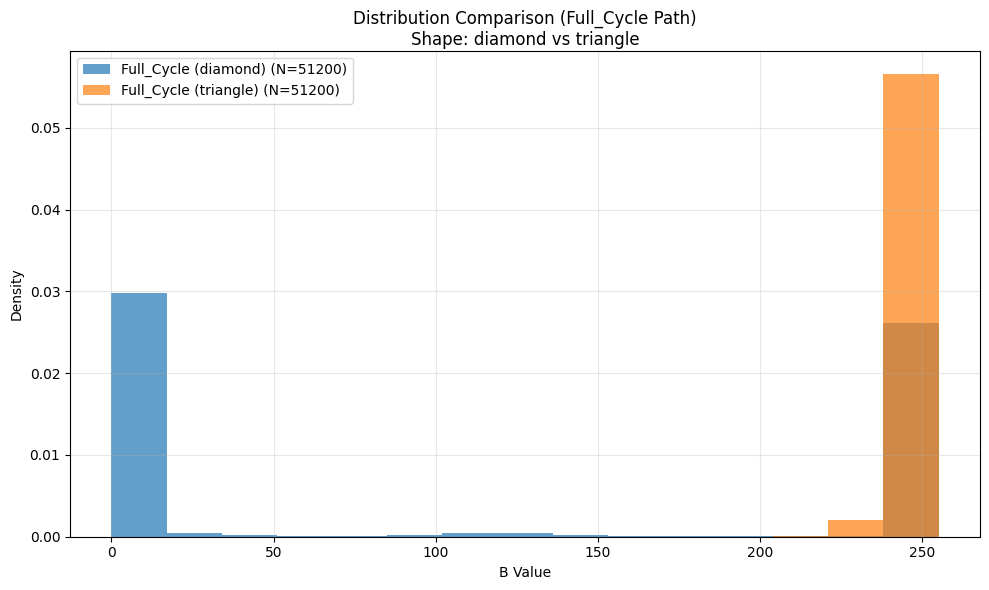 Distribution Comparison (Full_Cycle Path)
Shape: diamond vs triangle
Full_Cycle (diamond) (N=51200)
Full_Cycle (triangle) (N=51200)
0.05
0.04
0.03
0.02
0.01
0.00
Density
0 50 100 150 200 250
B Value